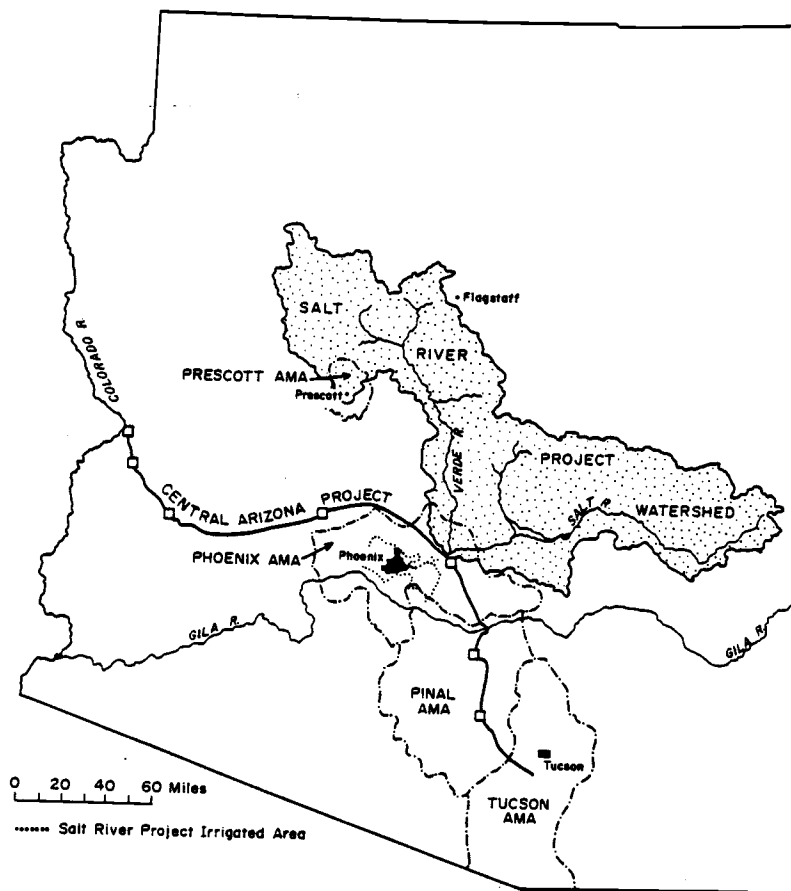 Flagstaff
SALT
RIVER
COLORADO R.
PRESCOTT AMA
Prescott
VERDE R.
PROJECT
WATERSHED
SALT R.
CENTRAL ARIZONA PROJECT
PHOENIX AMA
Phoenix
GILA R.
GILA R.
PINAL
AMA
Tucson
TUCSON
AMA
0 20 40 60 Miles
Salt River Project Irrigated Area